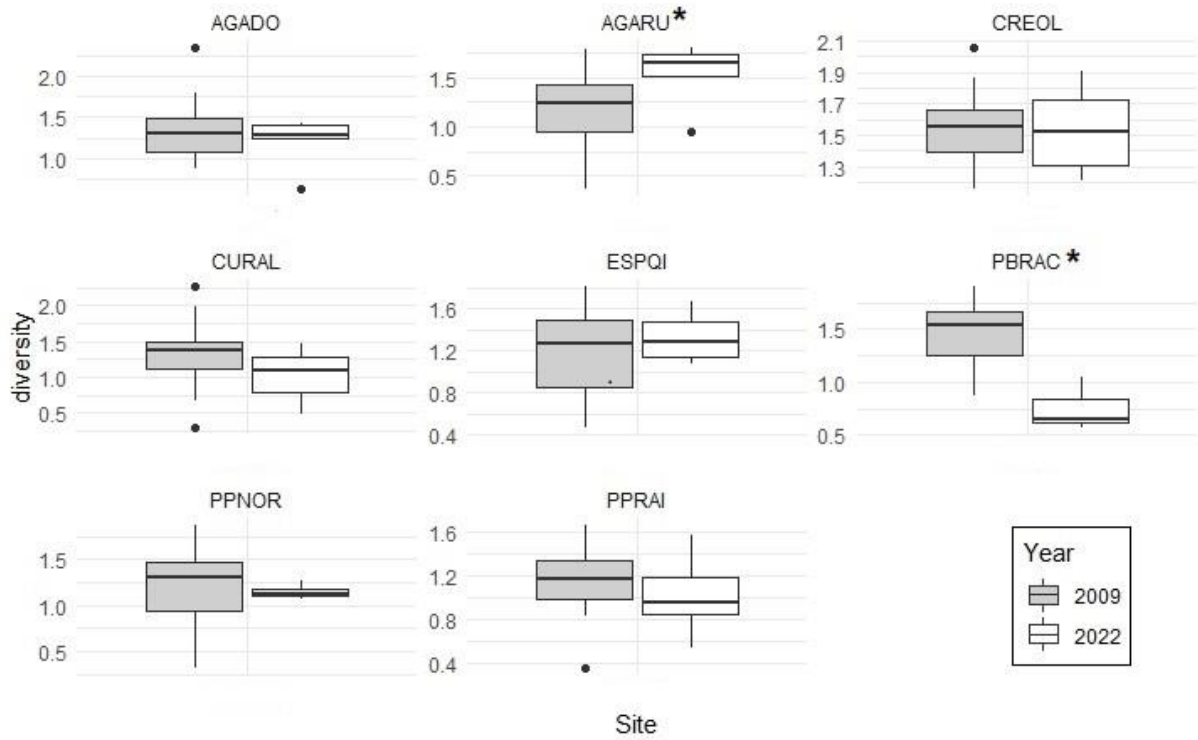 AGADO
AGARU*
CREOL
2.0
1.5
1.0
1.5
1.0
0.5
2.1
1.9
1.7
1.5
1.3
CURAL
ESPQI
PBRAC*
diversity
2.0
1.5
1.0
0.5
1.6
1.2
0.8
0.4
1.5
1.0
0.5
PPNOR
PPRAI
1.5
1.0
0.5
1.6
1.2
0.8
0.4
Year
2009
2022
Site